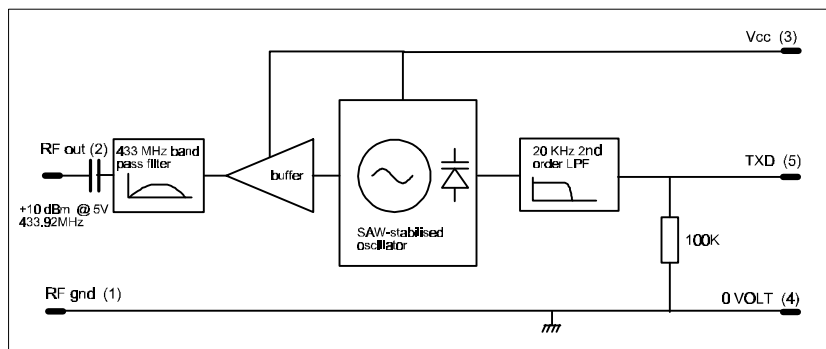 Vcc (3)
RF out (2)
433 MHz band
pass filter
buffer
20 KHz 2nd
order LPF
TXD (5)
+10 dBm @ 5V
433.92MHz
SAW-stabilised
oscillator
100K
RF gnd (1)
0 VOLT (4)